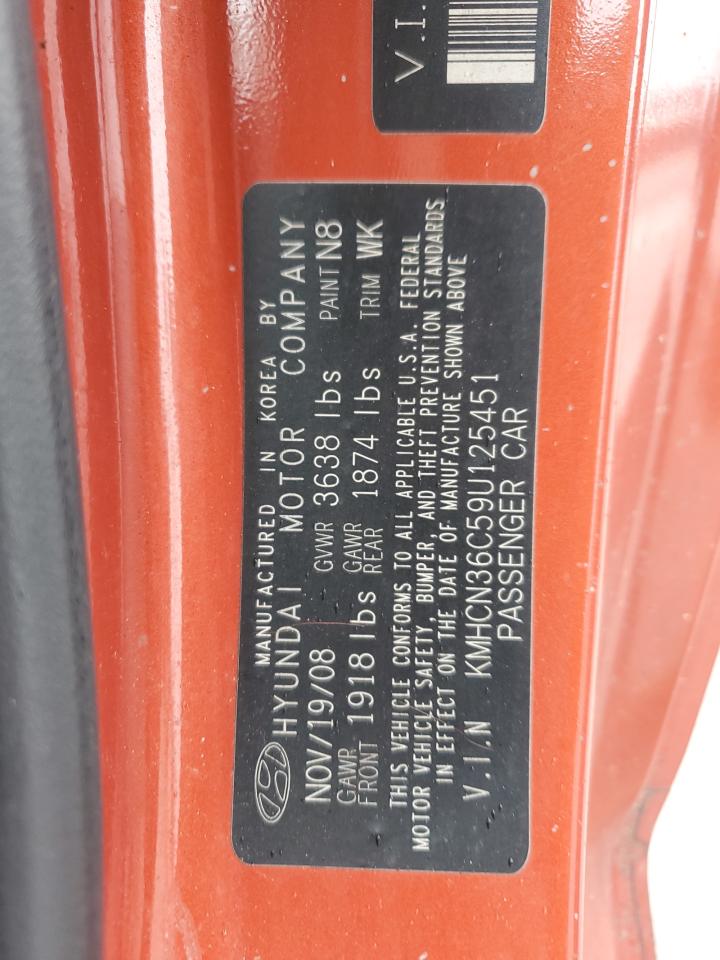 V.I.
MANUFACTURED IN KOREA BY
HYUNDAI MOTOR COMPANY
NOV/19/08 GVWR 3638 lbs PAINT N8
GAWR FRONT 1918 lbs GAWR REAR 1874 lbs TRIM WK
THIS VEHICLE CONFORMS TO ALL APPLICABLE U.S.A. FEDERAL
MOTOR VEHICLE SAFETY, BUMPER, AND THEFT PREVENTION STANDARDS
IN EFFECT ON THE DATE OF MANUFACTURE SHOWN ABOVE
V.I.N KMHCN36C59U125451
PASSENGER CAR